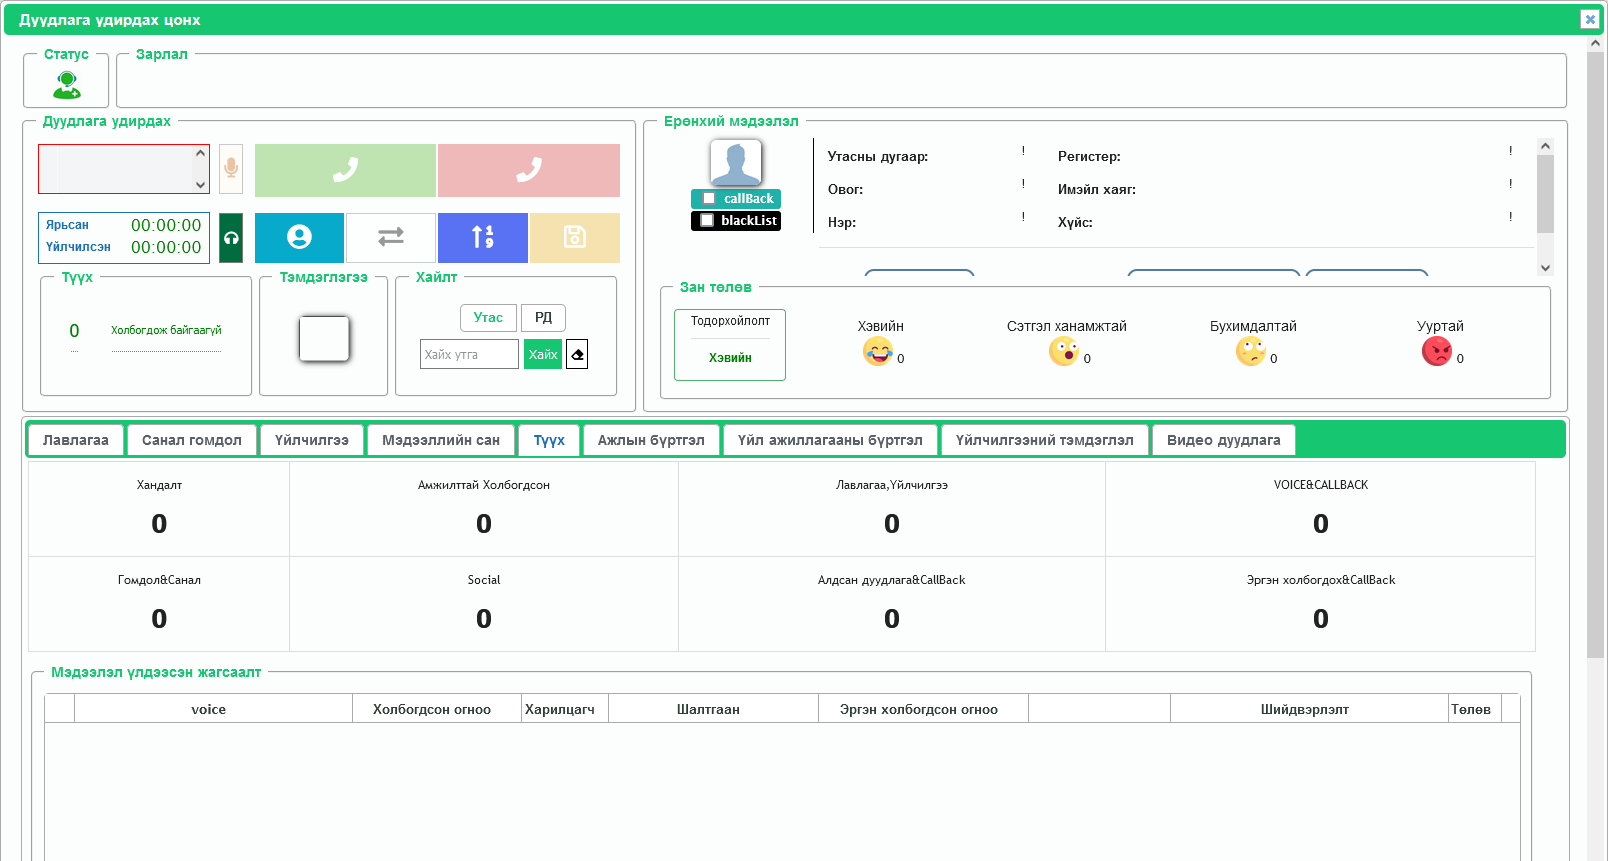 Дуудлага удирдах цонх
Статус
Зарлал
Дуудлага удирдах
Ярьсан 00:00:00
Үйлчилсэн 00:00:00
Түүх
0 Холбогдож байгаагүй
Тэмдэглэгээ
Хайлт
Утас РД
Хайх утга Хайх
Ерөнхий мэдээлэл
callBack
blackList
Утасны дугаар: ! Регистер: !
Овог: ! Имэйл хаяг: !
Нэр: ! Хүйс: !
Зан төлөв
Тодорхойлолт
Хэвийн
Хэвийн Сэтгэл ханамжтай Бухимдалтай Ууртай
0 0 0 0
Лавлагаа Санал гомдол Үйлчилгээ Мэдээллийн сан Түүх Ажлын бүртгэл Үйл ажиллагааны бүртгэл Үйлчилгээний тэмдэглэл Видео дуудлага
Хандалт Амжилттай Холбогдсон Лавлагаа,Үйлчилгээ VOICE&CALLBACK
0 0 0 0
Гомдол&Санал Social Алдсан дуудлага&CallBack Эргэн холбогдох&CallBack
0 0 0 0
Мэдээлэл үлдээсэн жагсаалт
voice Холбогдсон огноо Харилцагч Шалтгаан Эргэн холбогдсон огноо Шийдвэрлэлт Төлөв